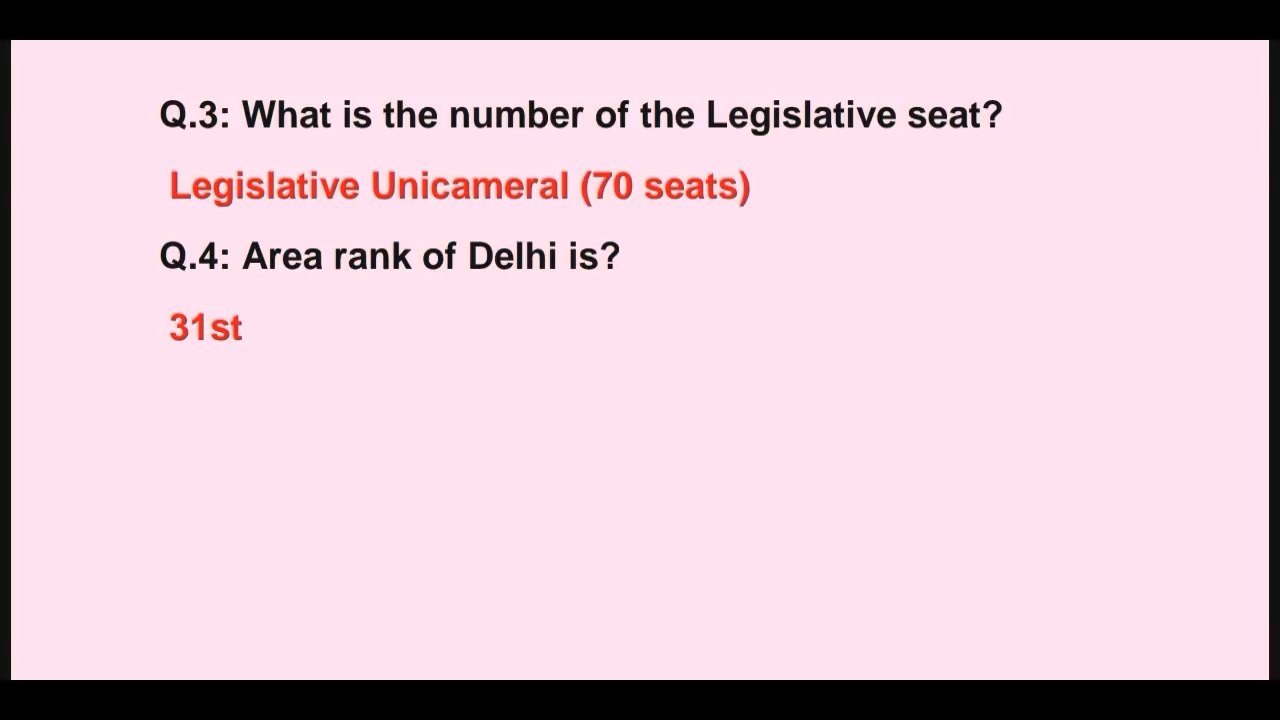 Q.3: What is the number of the Legislative seat?
Legislative Unicameral (70 seats)
Q.4: Area rank of Delhi is?
31st